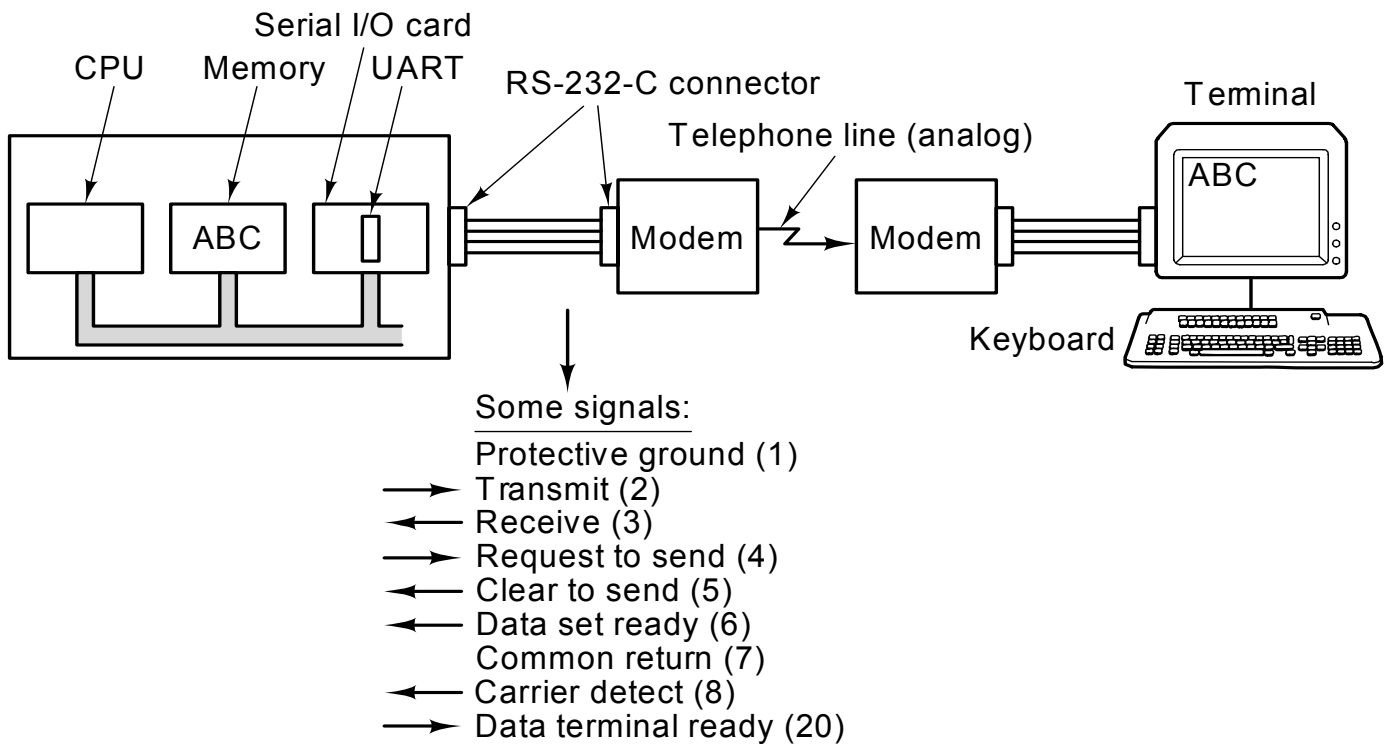 Serial I/O card
CPU Memory UART
RS-232-C connector
Terminal
Telephone line (analog)
ABC
ABC
Modem
Modem
Keyboard
Some signals:
Protective ground (1)
Transmit (2)
Receive (3)
Request to send (4)
Clear to send (5)
Data set ready (6)
Common return (7)
Carrier detect (8)
Data terminal ready (20)